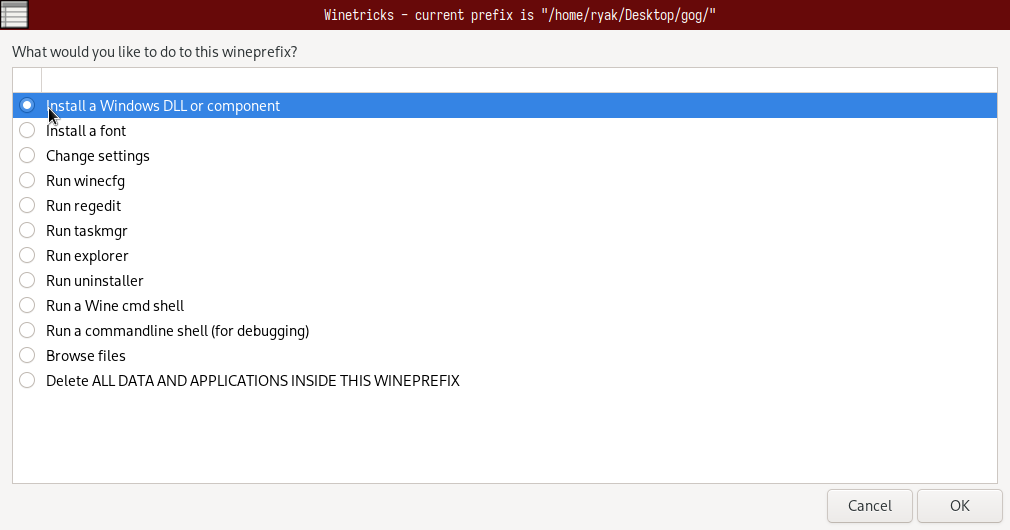 Winetricks - current prefix is "/home/ryak/Desktop/gog/"
What would you like to do to this wineprefix?
Install a Windows DLL or component
Install a font
Change settings
Run winecfg
Run regedit
Run taskmgr
Run explorer
Run uninstaller
Run a Wine cmd shell
Run a commandline shell (for debugging)
Browse files
Delete ALL DATA AND APPLICATIONS INSIDE THIS WINEPREFIX
Cancel OK